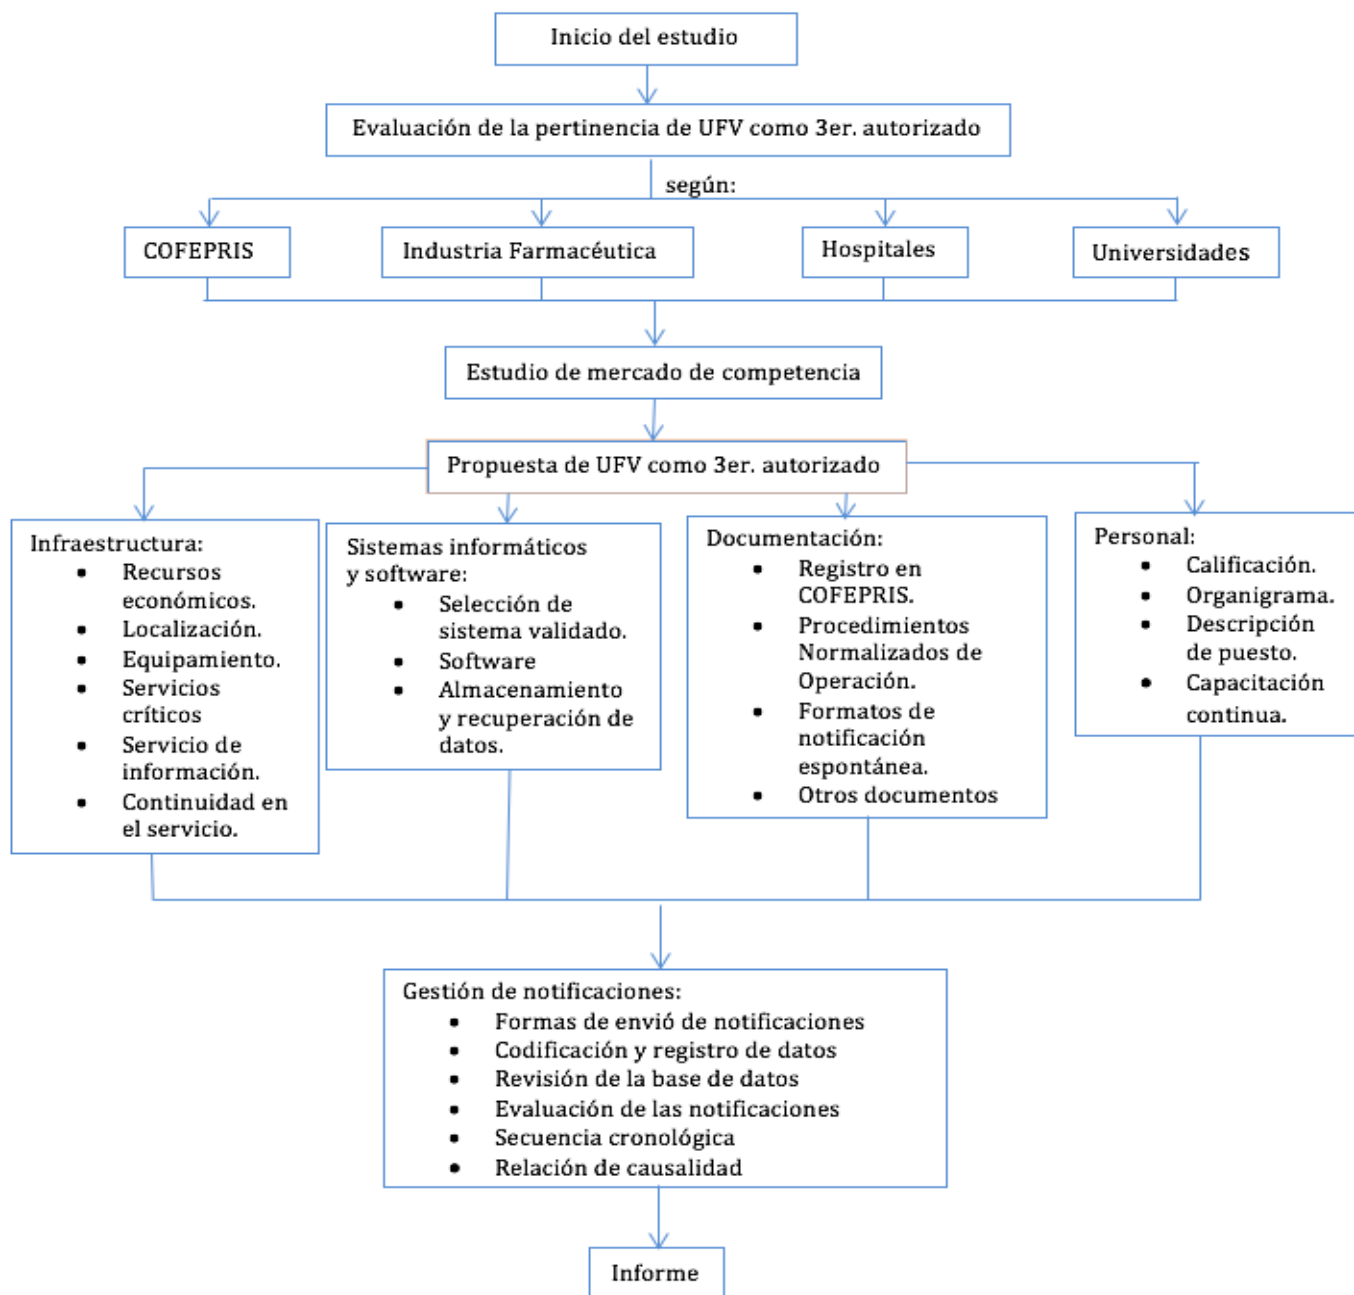 Inicio del estudio
Evaluación de la pertinencia de UFV como 3er. autorizado
según:
COFEPRIS
Industria Farmacéutica
Hospitales
Universidades
Estudio de mercado de competencia
Propuesta de UFV como 3er. autorizado
Infraestructura:
• Recursos
económicos.
• Localización.
• Equipamiento.
• Servicios
críticos
• Servicio de
información.
• Continuidad en
el servicio.
Sistemas informáticos
y software:
• Selección de
sistema validado.
• Software
• Almacenamiento
y recuperación de
datos.
Documentación:
• Registro en
COFEPRIS.
• Procedimientos
Normalizados de
Operación.
• Formatos de
notificación
espontánea.
• Otros documentos
Personal:
• Calificación.
• Organigrama.
• Descripción
de puesto.
• Capacitación
continua.
Gestión de notificaciones:
• Formas de envió de notificaciones
• Codificación y registro de datos
• Revisión de la base de datos
• Evaluación de las notificaciones
• Secuencia cronológica
• Relación de causalidad
Informe